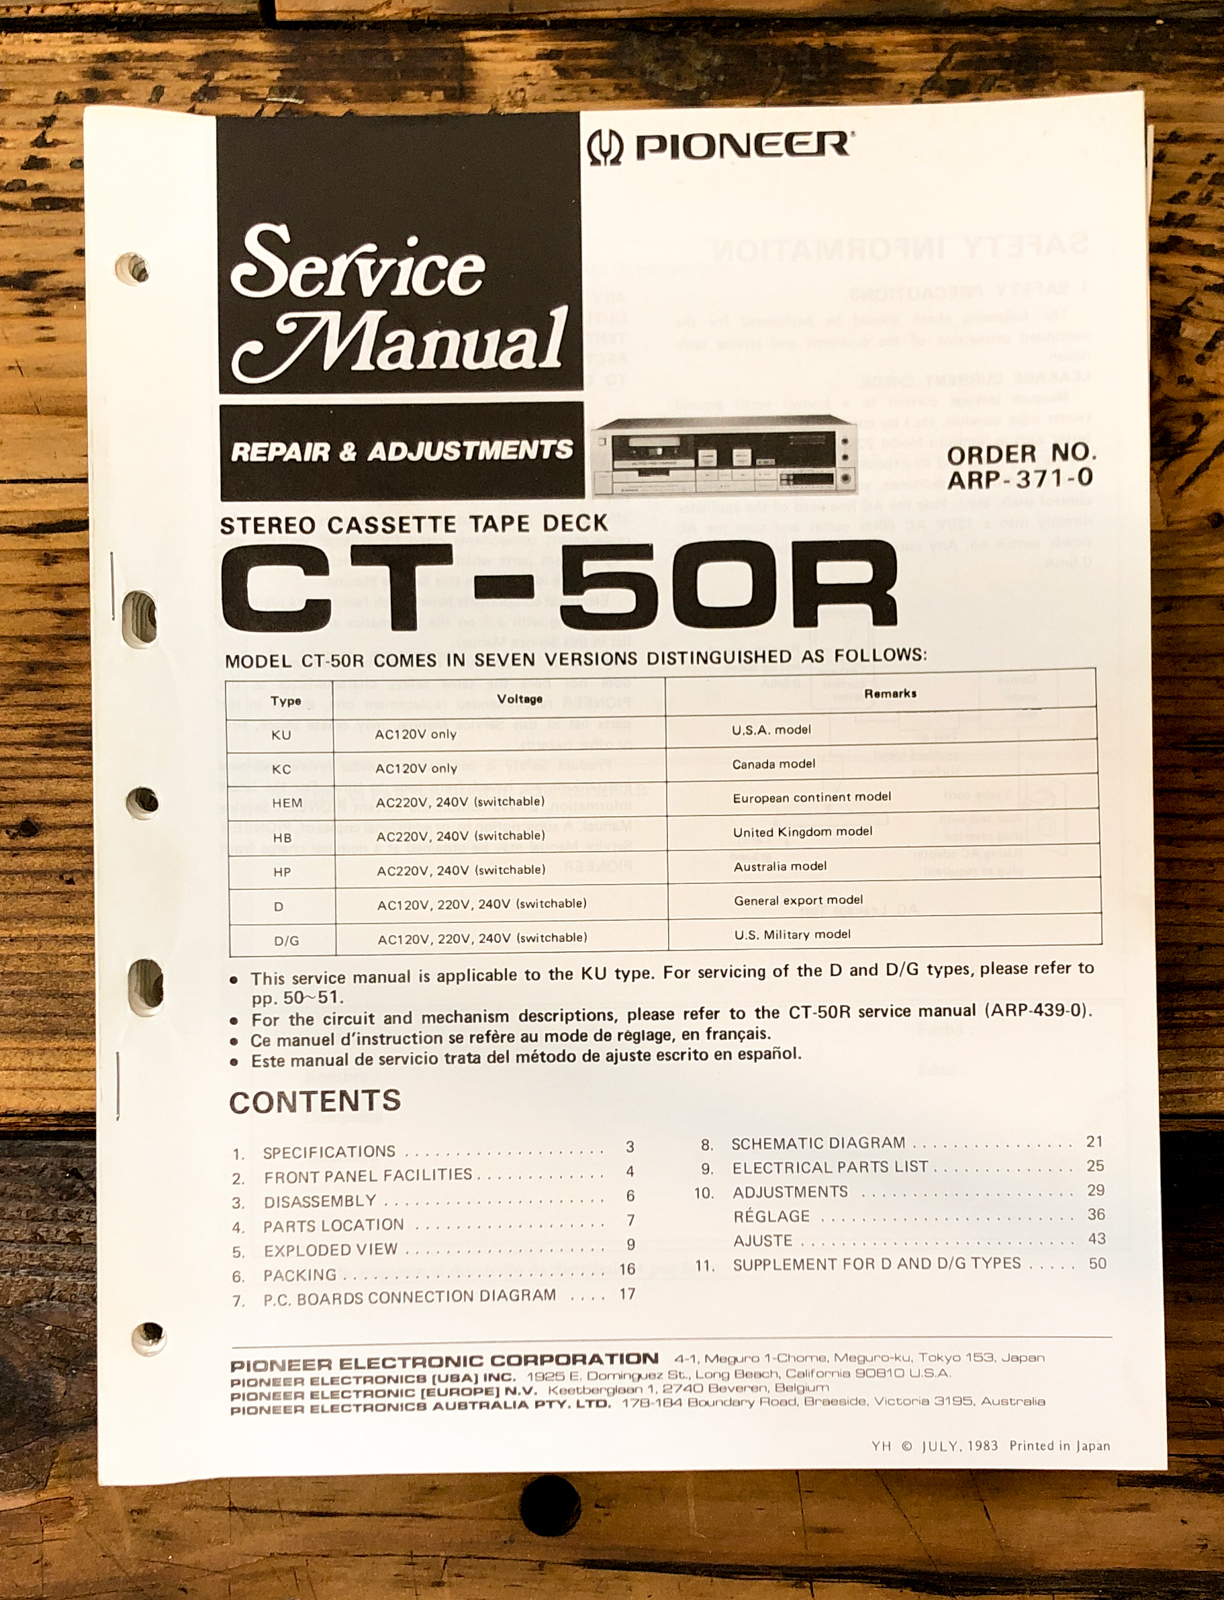 PIONEER
Service
Manual
REPAIR & ADJUSTMENTS
ORDER NO.
ARP-371-0
STEREO CASSETTE TAPE DECK
CT-50R
MODEL CT-50R COMES IN SEVEN VERSIONS DISTINGUISHED AS FOLLOWS:
Type Voltage Remarks
KU AC120V only U.S.A. model
KC AC120V only Canada model
HEM AC220V, 240V (switchable) European continent model
HB AC220V, 240V (switchable) United Kingdom model
HP AC220V, 240V (switchable) Australia model
D AC120V, 220V, 240V (switchable) General export model
D/G AC120V, 220V, 240V (switchable) U.S. Military model
● This service manual is applicable to the KU type. For servicing of the D and D/G types, please refer to
pp. 50~51.
● For the circuit and mechanism descriptions, please refer to the CT-50R service manual (ARP-439-0).
● Ce manuel d'instruction se refère au mode de réglage, en français.
● Este manual de servicio trata del método de ajuste escrito en español.
CONTENTS
1. SPECIFICATIONS . . . . . . . . . . . . . . . . . . . . 3
2. FRONT PANEL FACILITIES . . . . . . . . . . . . . 4
3. DISASSEMBLY . . . . . . . . . . . . . . . . . . . . . . 6
4. PARTS LOCATION . . . . . . . . . . . . . . . . . . . 7
5. EXPLODED VIEW . . . . . . . . . . . . . . . . . . . . 9
6. PACKING . . . . . . . . . . . . . . . . . . . . . . . . . . 16
7. P.C. BOARDS CONNECTION DIAGRAM . . . . 17
8. SCHEMATIC DIAGRAM . . . . . . . . . . . . . . . . 21
9. ELECTRICAL PARTS LIST . . . . . . . . . . . . . . 25
10. ADJUSTMENTS . . . . . . . . . . . . . . . . . . . . . 29
RÉGLAGE . . . . . . . . . . . . . . . . . . . . . . . . . 36
AJUSTE . . . . . . . . . . . . . . . . . . . . . . . . . . . 43
11. SUPPLEMENT FOR D AND D/G TYPES . . . . . 50
PIONEER ELECTRONIC CORPORATION 4-1, Meguro 1-Chome, Meguro-ku, Tokyo 153, Japan
PIONEER ELECTRONICS [USA] INC. 1925 E. Dominguez St., Long Beach, California 90810 U.S.A.
PIONEER ELECTRONIC [EUROPE] N.V. Keetberglaan 1, 2740 Beveren, Belgium
PIONEER ELECTRONICS AUSTRALIA PTY. LTD. 178-184 Boundary Road, Braeside, Victoria 3195, Australia
YH © JULY, 1983 Printed in Japan